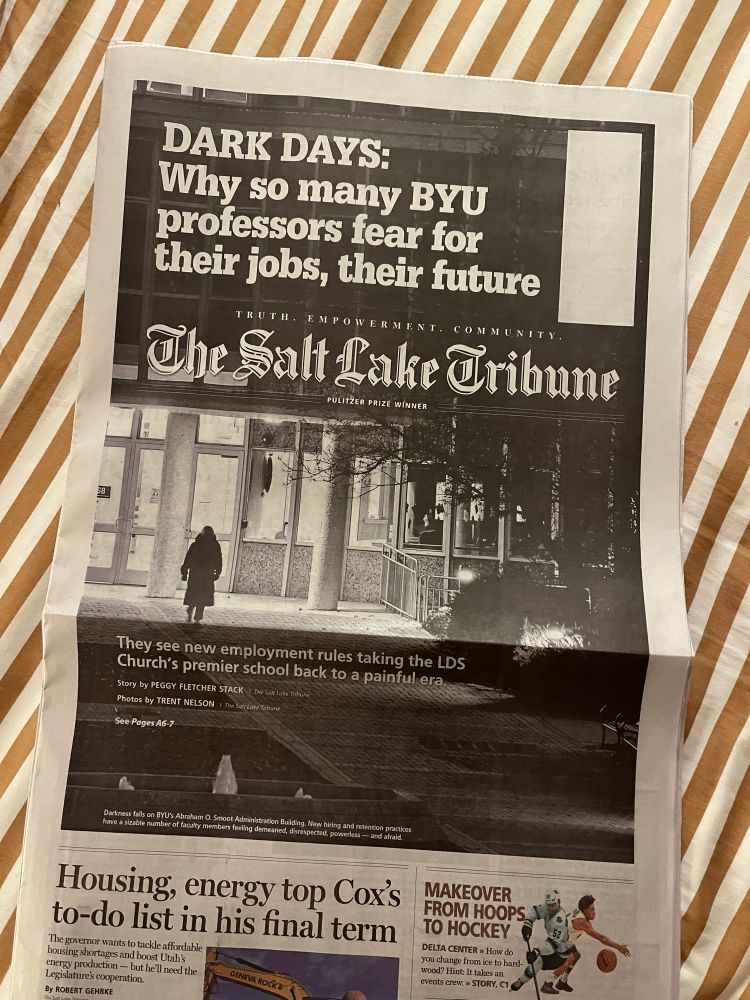 DARK DAYS:
Why so many BYU
professors fear for
their jobs, their future
TRUTH. EMPOWERMENT. COMMUNITY.
The Salt Lake Tribune
PULITZER PRIZE WINNER
SB
They see new employment rules taking the LDS
Church's premier school back to a painful era.
Story by PEGGY FLETCHER STACK | The Salt Lake Tribune
Photos by TRENT NELSON | The Salt Lake Tribune
See Pages A6-7
Darkness falls on BYU's Abraham O. Smoot Administration Building. New hiring and retention practices
have a sizable number of faculty members feeling demeaned, disrespected, powerless — and afraid.
Housing, energy top Cox's
to-do list in his final term
The governor wants to tackle affordable
housing shortages and boost Utah's
energy production — but he'll need the
Legislature's cooperation.
By ROBERT GEHRKE
The Salt Lake Tribune
GENEVA ROCK
MAKEOVER
FROM HOOPS
TO HOCKEY
DELTA CENTER » How do
you change from ice to hard-
wood? Hint: It takes an
events crew. » STORY, C1